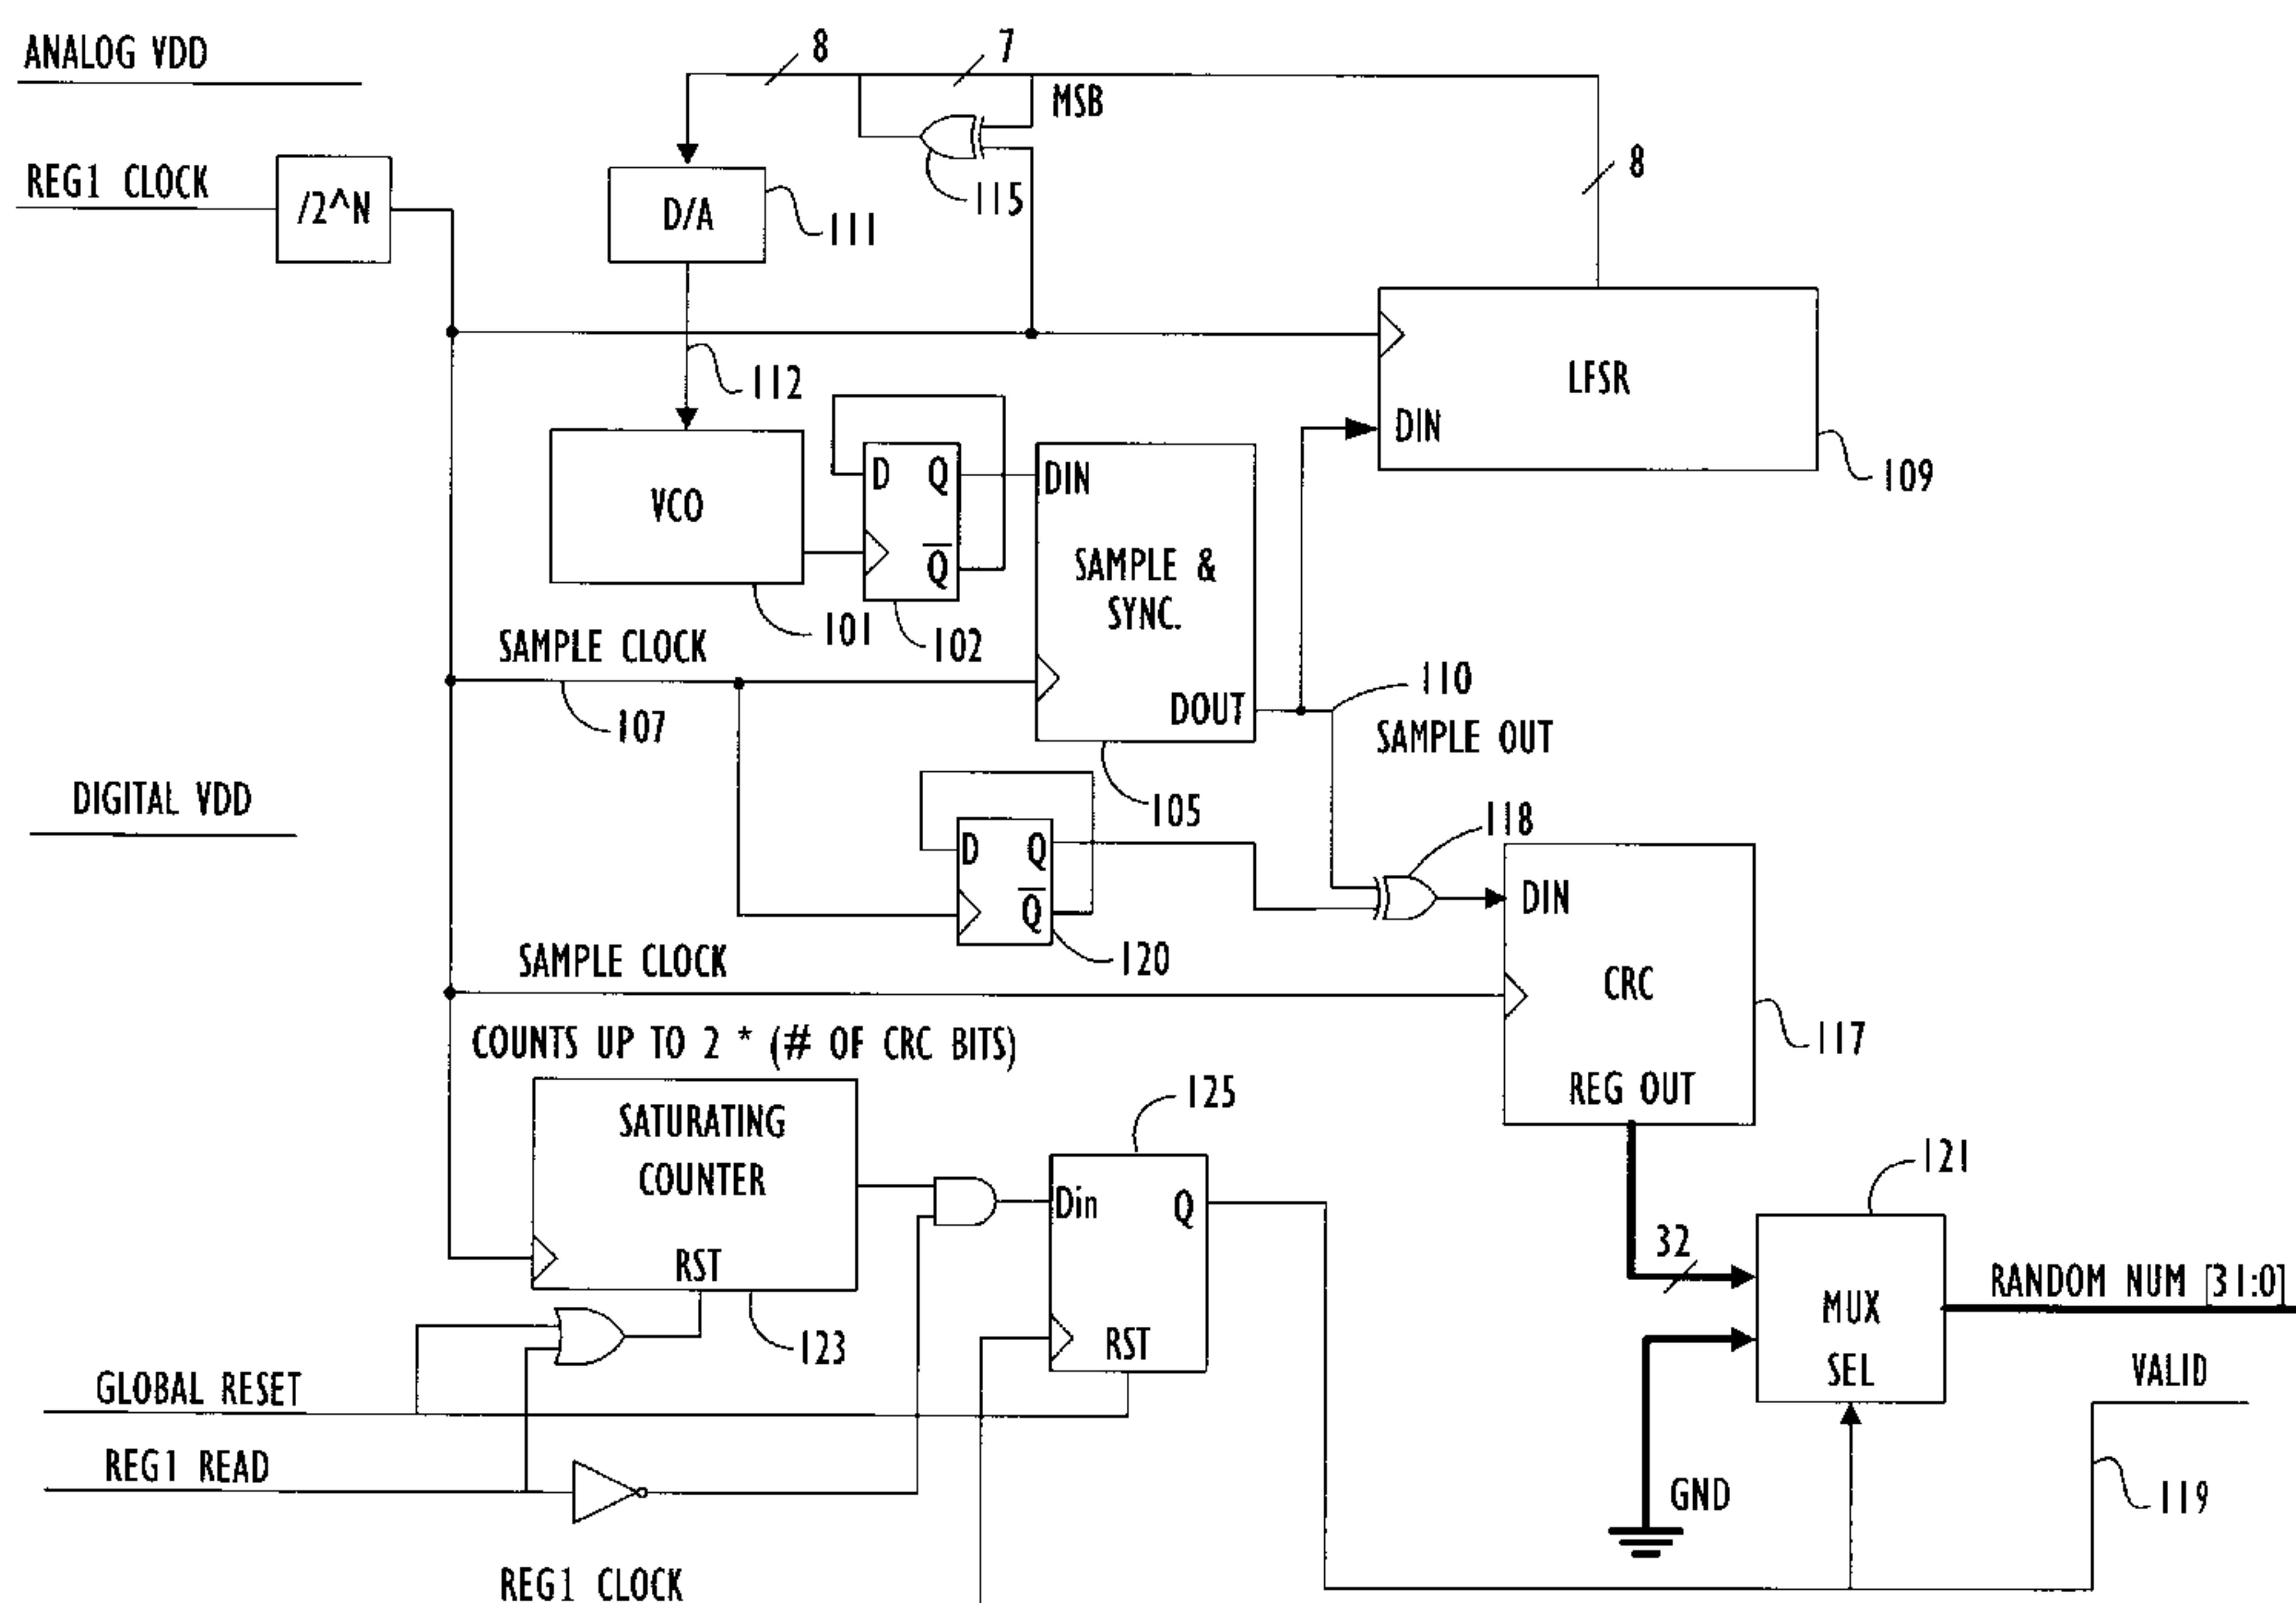 ANALOG VDD
8
7
MSB
REG1 CLOCK
/2^N
115
8
D/A
111
112
LFSR
DIN
109
VCO
D
Q
Q
DIN
SAMPLE &
SYNC.
DOUT
101
102
SAMPLE CLOCK
107
110
SAMPLE OUT
DIGITAL VDD
105
D
Q
Q
120
118
DIN
CRC
REG OUT
117
SAMPLE CLOCK
COUNTS UP TO 2 * (# OF CRC BITS)
SATURATING
COUNTER
RST
123
125
Din
Q
RST
121
32
MUX
SEL
RANDOM NUM [31:0]
GLOBAL RESET
VALID
REG1 READ
GND
119
REG1 CLOCK